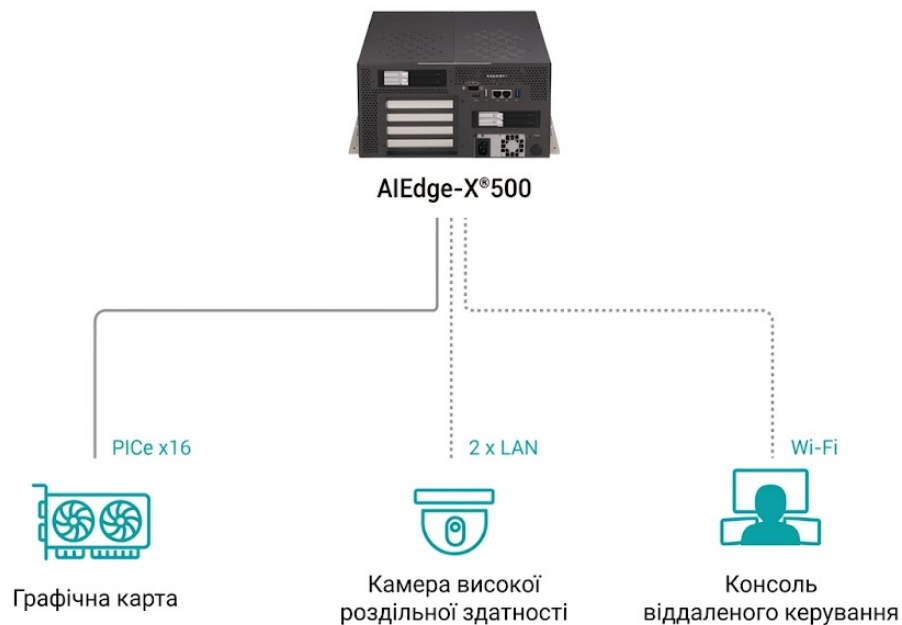 AIEdge-X®500
PICe x16
2 x LAN
Wi-Fi
Графічна карта
Камера високої
роздільної здатності
Консоль
віддаленого керування